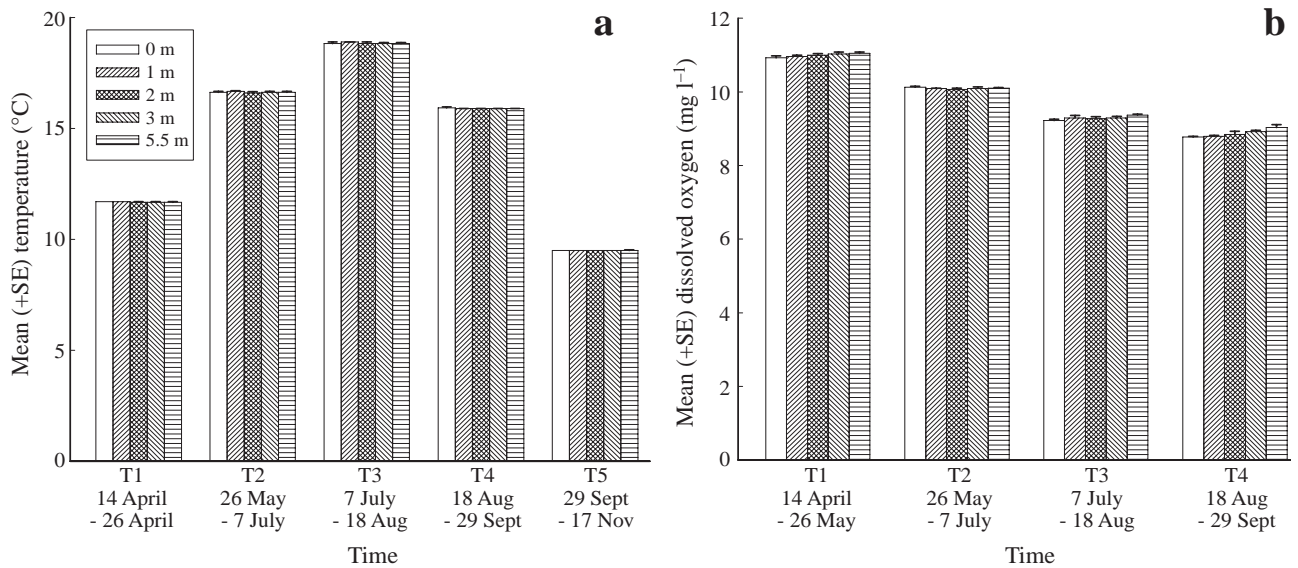 a
20
15
10
5
0
Mean (+SE) temperature (°C)
0 m
1 m
2 m
3 m
5.5 m
T1
14 April
- 26 April
T2
26 May
- 7 July
T3
7 July
- 18 Aug
T4
18 Aug
- 29 Sept
T5
29 Sept
- 17 Nov
Time
b
12
10
8
6
4
2
0
Mean (+SE) dissolved oxygen (mg l⁻¹)
T1
14 April
- 26 May
T2
26 May
- 7 July
T3
7 July
- 18 Aug
T4
18 Aug
- 29 Sept
Time